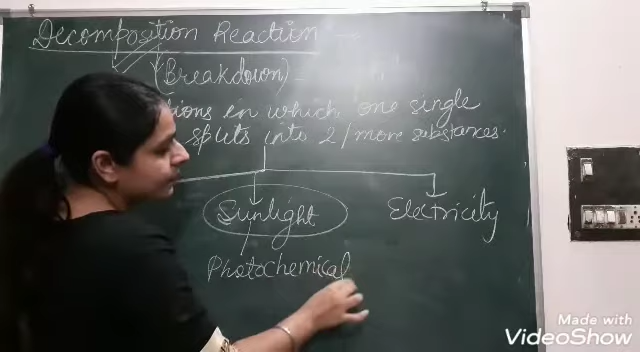 Decomposition Reaction
(Breakdown)
tions in which one single
splits into 2/more substances.
Sunlight Electricity
Photochemical
Made with
VideoShow